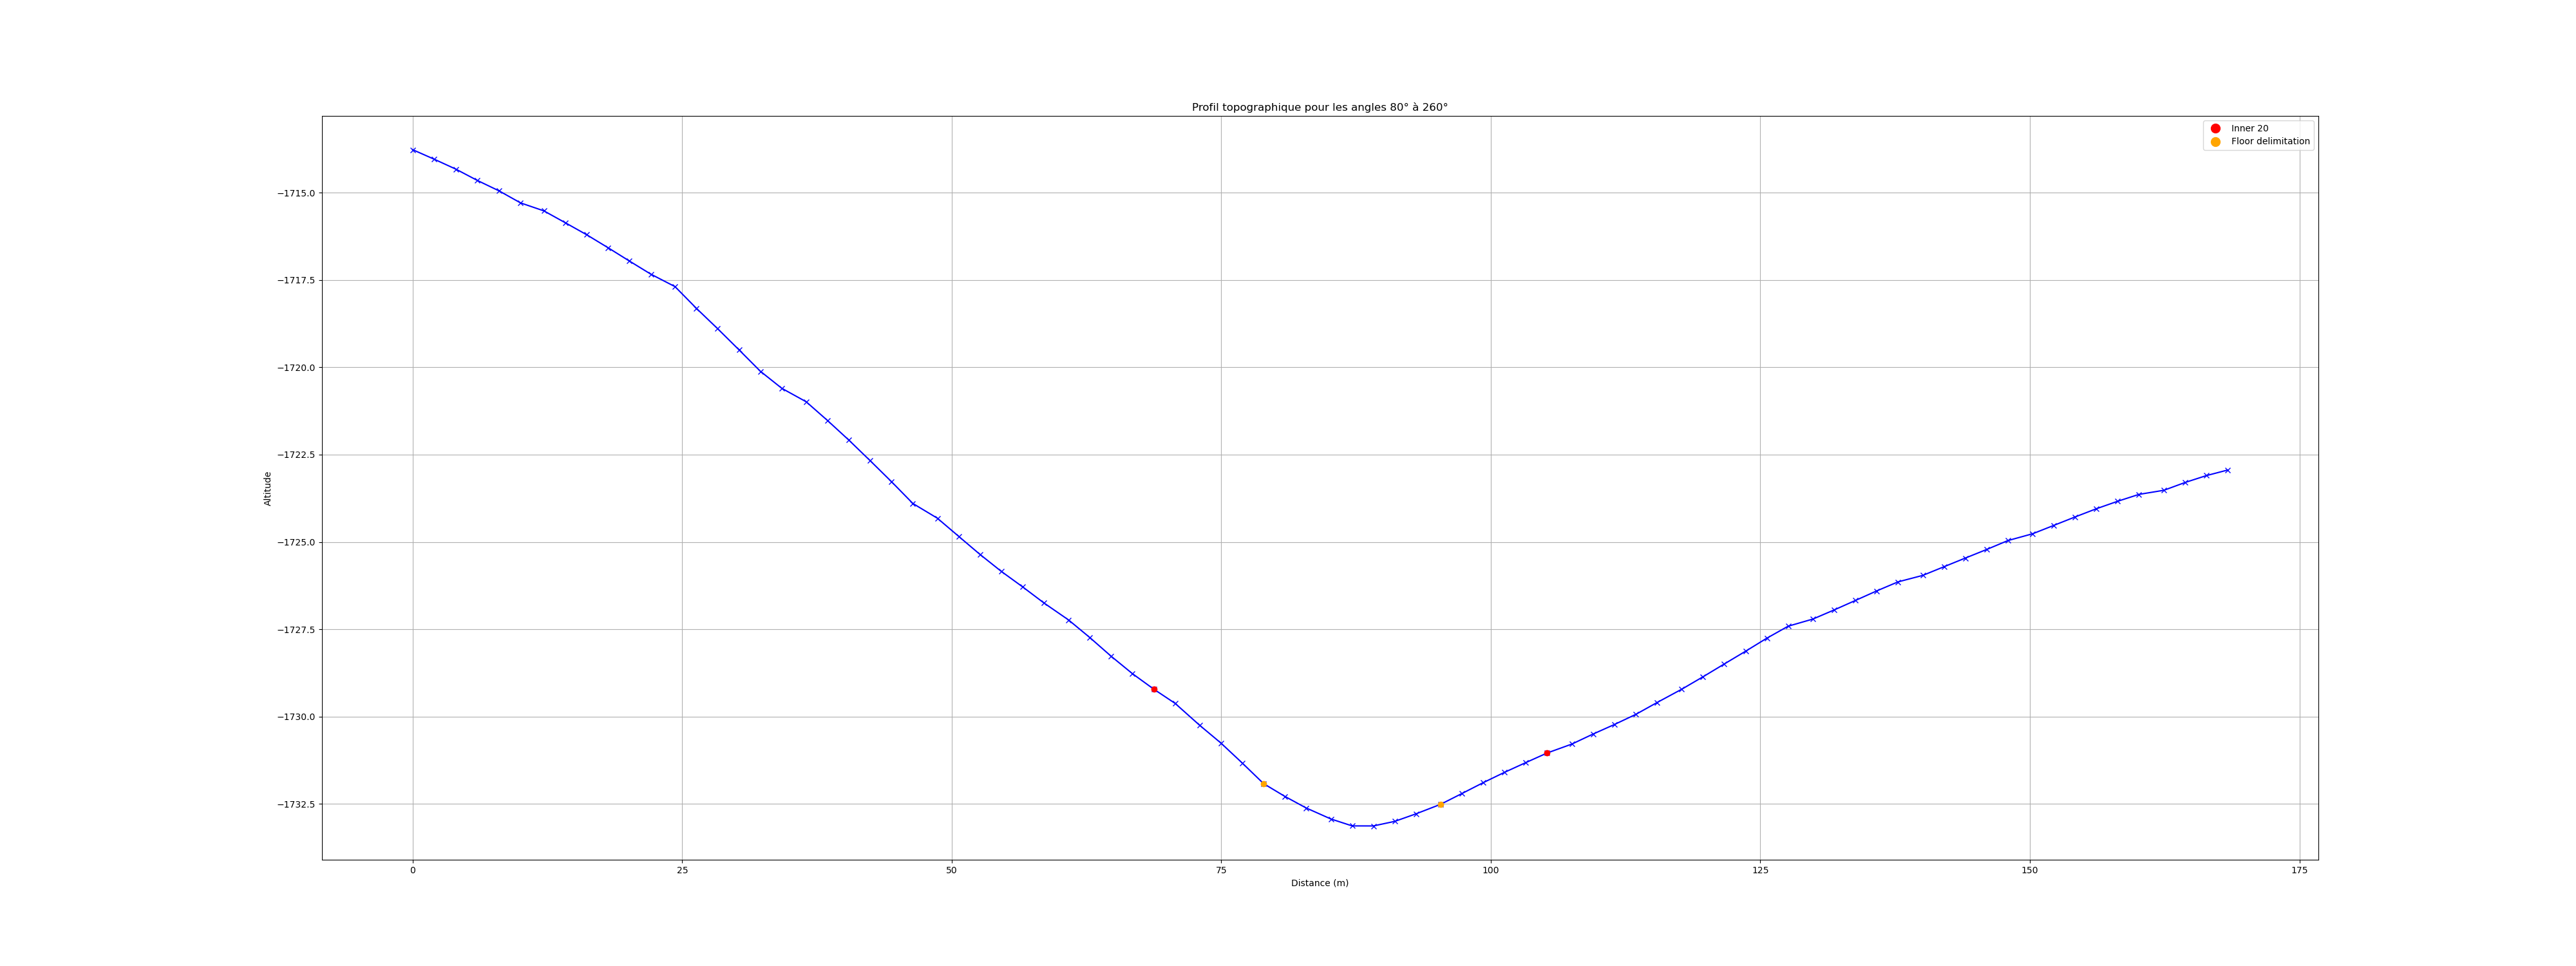 Profil topographique pour les angles 80° à 260°
Inner 20
Floor delimitation
−1715.0
−1717.5
−1720.0
−1722.5
−1725.0
−1727.5
−1730.0
−1732.5
Altitude
0 25 50 75 100 125 150 175
Distance (m)